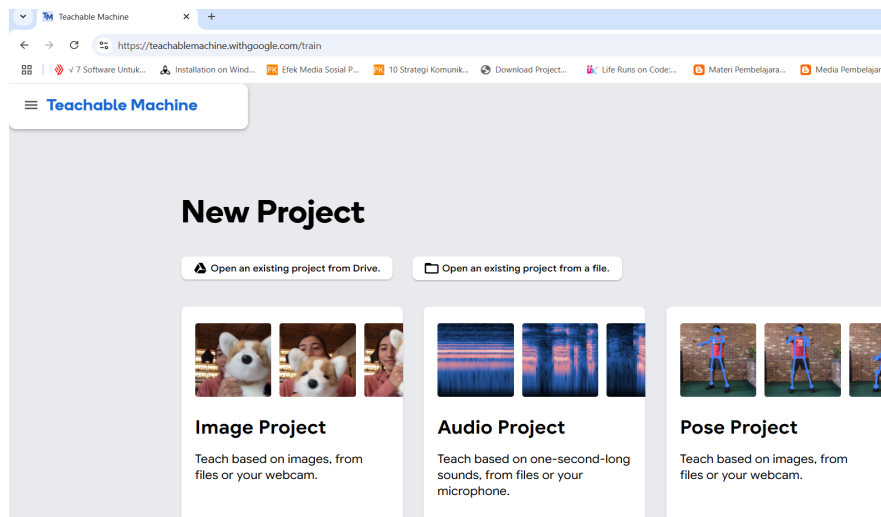 Teachable Machine
https://teachablemachine.withgoogle.com/train
√ 7 Software Untuk...
Installation on Wind...
PK Efek Media Sosial P...
PK 10 Strategi Komunik...
Download Project...
Life Runs on Code:...
Materi Pembelajara...
Media Pembelajar
Teachable Machine
New Project
Open an existing project from Drive.
Open an existing project from a file.
Image Project
Teach based on images, from
files or your webcam.
Audio Project
Teach based on one-second-long
sounds, from files or your
microphone.
Pose Project
Teach based on images, from
files or your webcam.